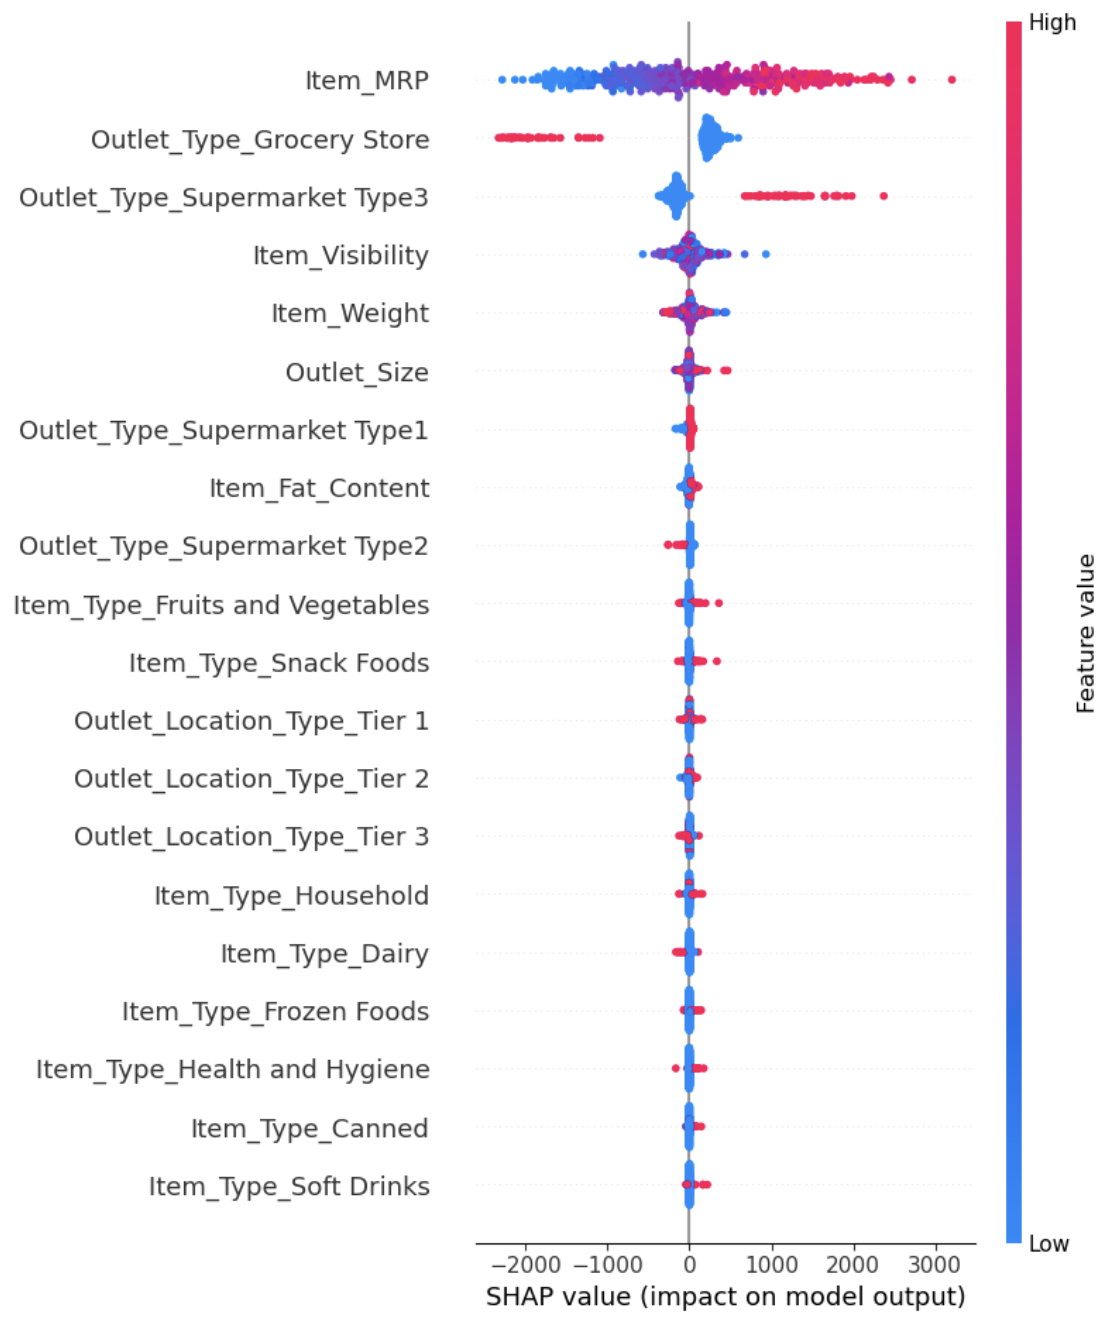 High
Item_MRP
Outlet_Type_Grocery Store
Outlet_Type_Supermarket Type3
Item_Visibility
Item_Weight
Outlet_Size
Outlet_Type_Supermarket Type1
Item_Fat_Content
Outlet_Type_Supermarket Type2
Item_Type_Fruits and Vegetables
Item_Type_Snack Foods
Outlet_Location_Type_Tier 1
Outlet_Location_Type_Tier 2
Outlet_Location_Type_Tier 3
Item_Type_Household
Item_Type_Dairy
Item_Type_Frozen Foods
Item_Type_Health and Hygiene
Item_Type_Canned
Item_Type_Soft Drinks
Feature value
Low
−2000 −1000 0 1000 2000 3000
SHAP value (impact on model output)